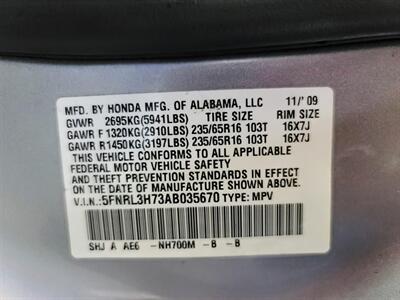 MFD. BY HONDA MFG. OF ALABAMA, LLC 11/'09
GVWR 2695KG(5941LBS) TIRE SIZE RIM SIZE
GAWR F 1320KG(2910LBS) 235/65R16 103T 16X7J
GAWR R 1450KG(3197LBS) 235/65R16 103T 16X7J
THIS VEHICLE CONFORMS TO ALL APPLICABLE
FEDERAL MOTOR VEHICLE SAFETY
AND THEFT PREVENTION STANDARDS IN EFFECT ON THE
DATE OF MANUFACTURE SHOWN ABOVE.
V.I.N.:5FNRL3H73AB035670 TYPE: MPV
SHJ A AE6 -NH700M -B -B